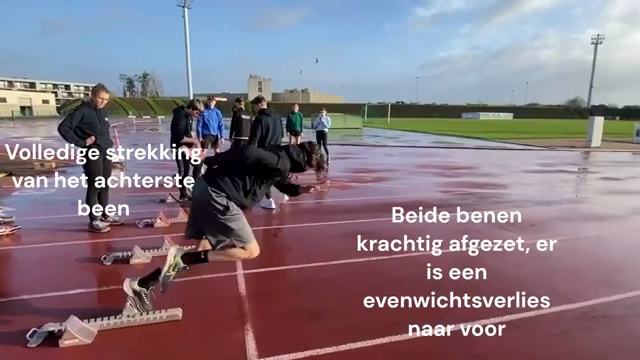 Volledige strekking
van het achterste
been
Beide benen
krachtig afgezet, er
is een
evenwichtsverlies
naar voor